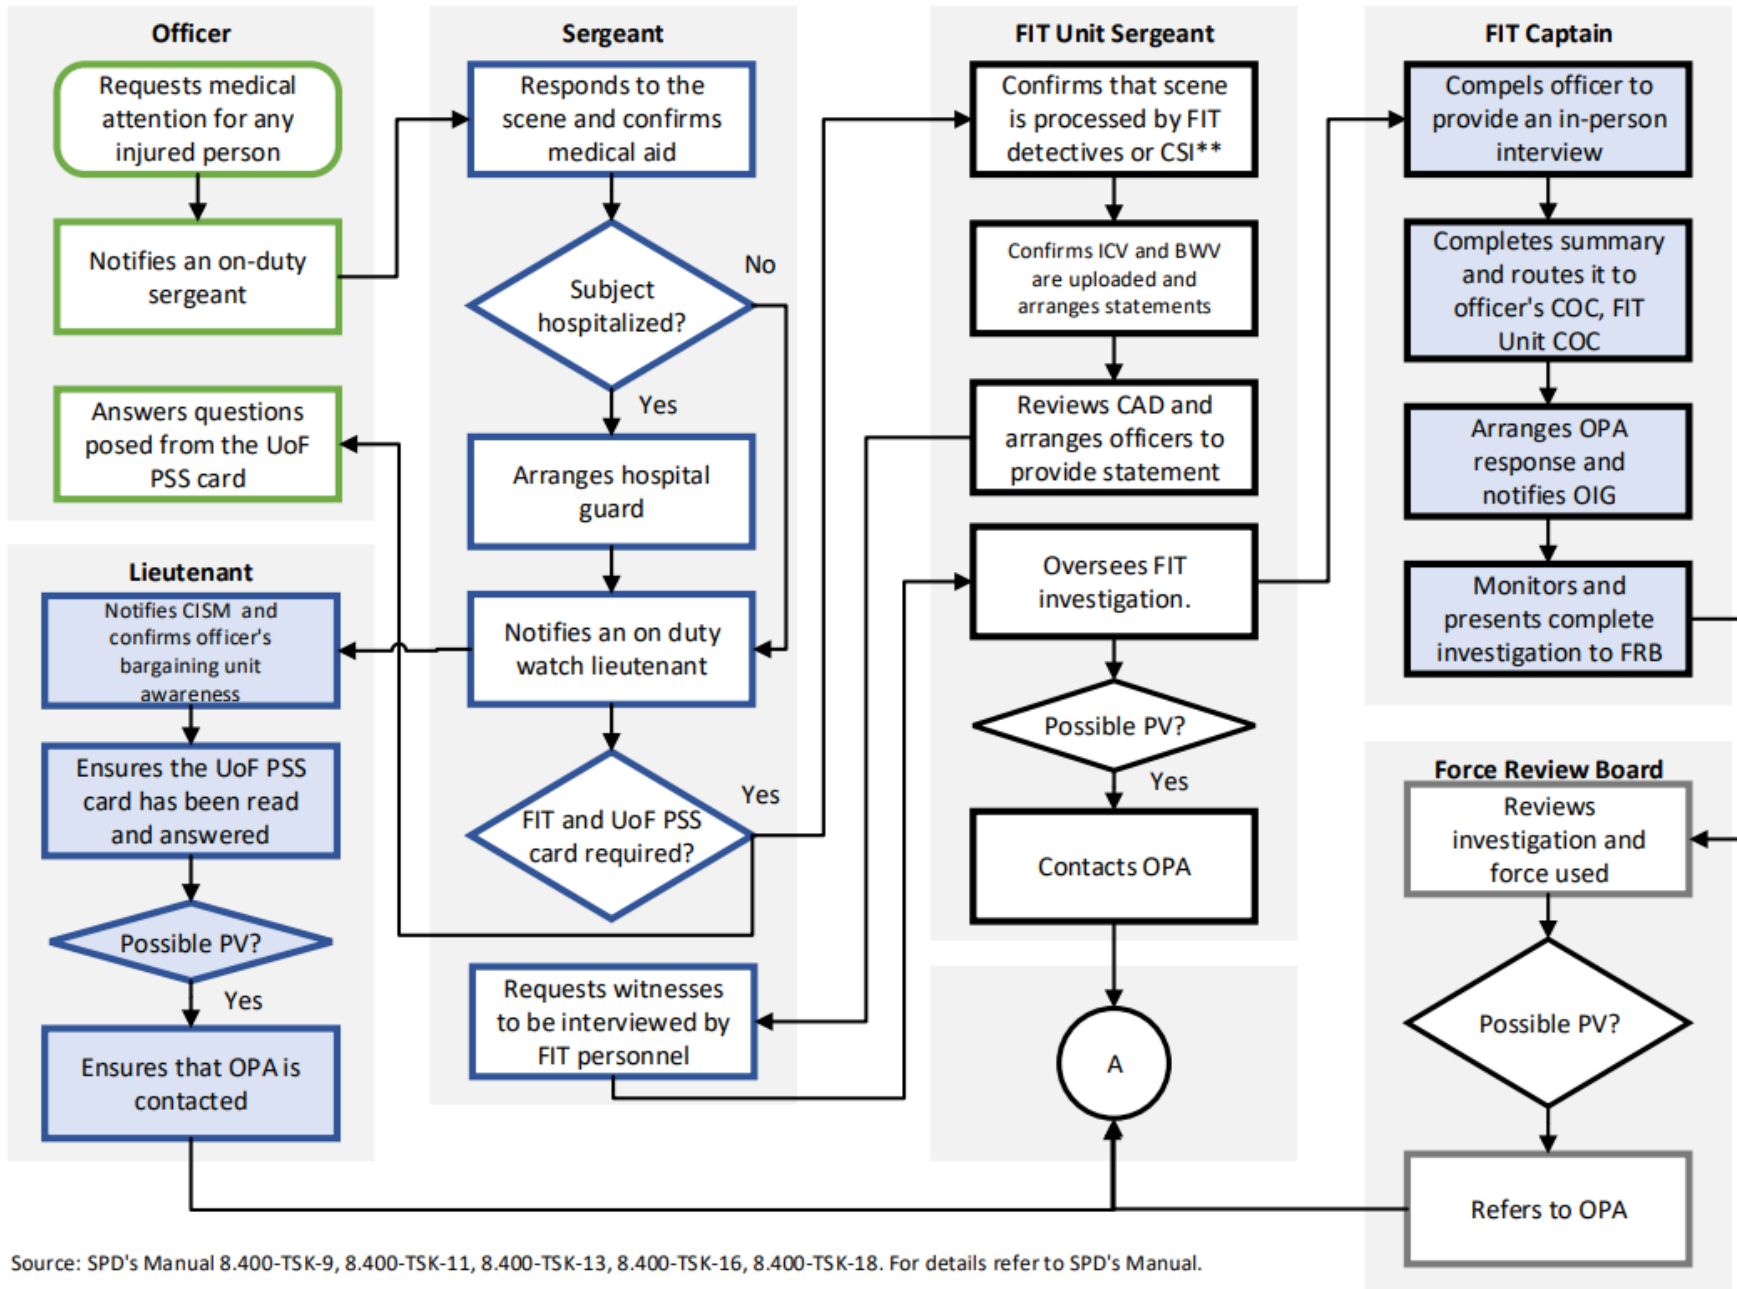 Officer
Requests medical
attention for any
injured person
Notifies an on-duty
sergeant
Answers questions
posed from the UoF
PSS card
Lieutenant
Notifies CISM and
confirms officer's
bargaining unit
awareness
Ensures the UoF PSS
card has been read
and answered
Possible PV?
Yes
Ensures that OPA is
contacted
Sergeant
Responds to the
scene and confirms
medical aid
Subject
hospitalized?
No
Yes
Arranges hospital
guard
Notifies an on duty
watch lieutenant
FIT and UoF PSS
card required?
Yes
Requests witnesses
to be interviewed by
FIT personnel
FIT Unit Sergeant
Confirms that scene
is processed by FIT
detectives or CSI**
Confirms ICV and BWV
are uploaded and
arranges statements
Reviews CAD and
arranges officers to
provide statement
Oversees FIT
investigation.
Possible PV?
Yes
Contacts OPA
A
FIT Captain
Compels officer to
provide an in-person
interview
Completes summary
and routes it to
officer's COC, FIT
Unit COC
Arranges OPA
response and
notifies OIG
Monitors and
presents complete
investigation to FRB
Force Review Board
Reviews
investigation and
force used
Possible PV?
Refers to OPA
Source: SPD's Manual 8.400-TSK-9, 8.400-TSK-11, 8.400-TSK-13, 8.400-TSK-16, 8.400-TSK-18. For details refer to SPD's Manual.